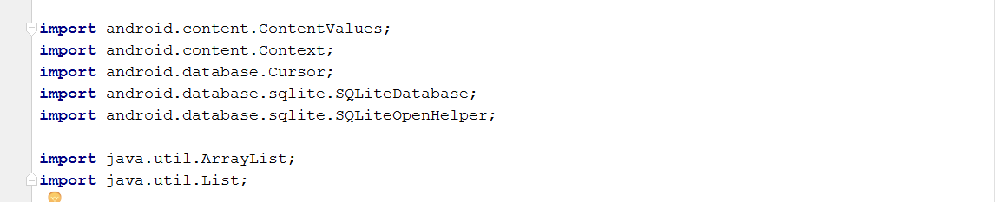 import android.content.ContentValues;
import android.content.Context;
import android.database.Cursor;
import android.database.sqlite.SQLiteDatabase;
import android.database.sqlite.SQLiteOpenHelper;
import java.util.ArrayList;
import java.util.List;